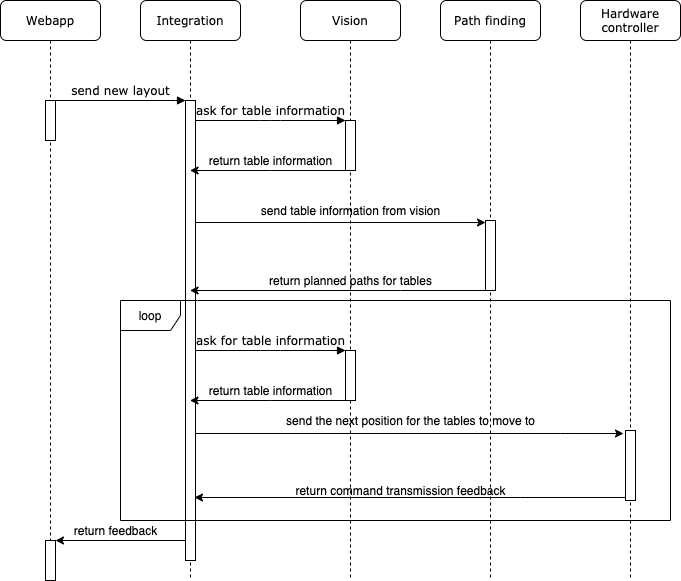 Webapp
Integration
Vision
Path finding
Hardware
controller
send new layout
ask for table information
return table information
send table information from vision
return planned paths for tables
loop
ask for table information
return table information
send the next position for the tables to move to
return command transmission feedback
return feedback